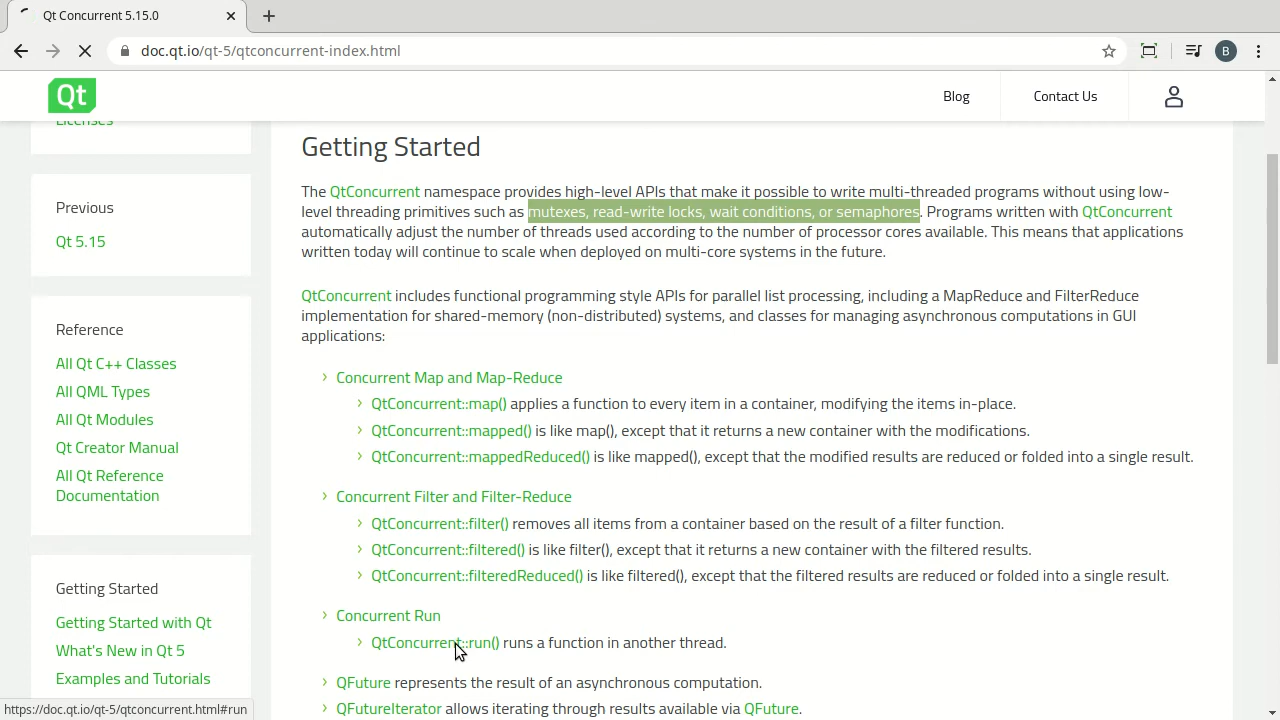 Qt Concurrent 5.15.0
doc.qt.io/qt-5/qtconcurrent-index.html
B
Qt
Blog
Contact Us
Licenses
Previous
Qt 5.15
Reference
All Qt C++ Classes
All QML Types
All Qt Modules
Qt Creator Manual
All Qt Reference
Documentation
Getting Started
Getting Started with Qt
What's New in Qt 5
Examples and Tutorials
Getting Started
The QtConcurrent namespace provides high-level APIs that make it possible to write multi-threaded programs without using low-
level threading primitives such as mutexes, read-write locks, wait conditions, or semaphores. Programs written with QtConcurrent
automatically adjust the number of threads used according to the number of processor cores available. This means that applications
written today will continue to scale when deployed on multi-core systems in the future.
QtConcurrent includes functional programming style APIs for parallel list processing, including a MapReduce and FilterReduce
implementation for shared-memory (non-distributed) systems, and classes for managing asynchronous computations in GUI
applications:
Concurrent Map and Map-Reduce
QtConcurrent::map() applies a function to every item in a container, modifying the items in-place.
QtConcurrent::mapped() is like map(), except that it returns a new container with the modifications.
QtConcurrent::mappedReduced() is like mapped(), except that the modified results are reduced or folded into a single result.
Concurrent Filter and Filter-Reduce
QtConcurrent::filter() removes all items from a container based on the result of a filter function.
QtConcurrent::filtered() is like filter(), except that it returns a new container with the filtered results.
QtConcurrent::filteredReduced() is like filtered(), except that the filtered results are reduced or folded into a single result.
Concurrent Run
QtConcurrent::run() runs a function in another thread.
QFuture represents the result of an asynchronous computation.
QFutureIterator allows iterating through results available via QFuture.
https://doc.qt.io/qt-5/qtconcurrent.html#run